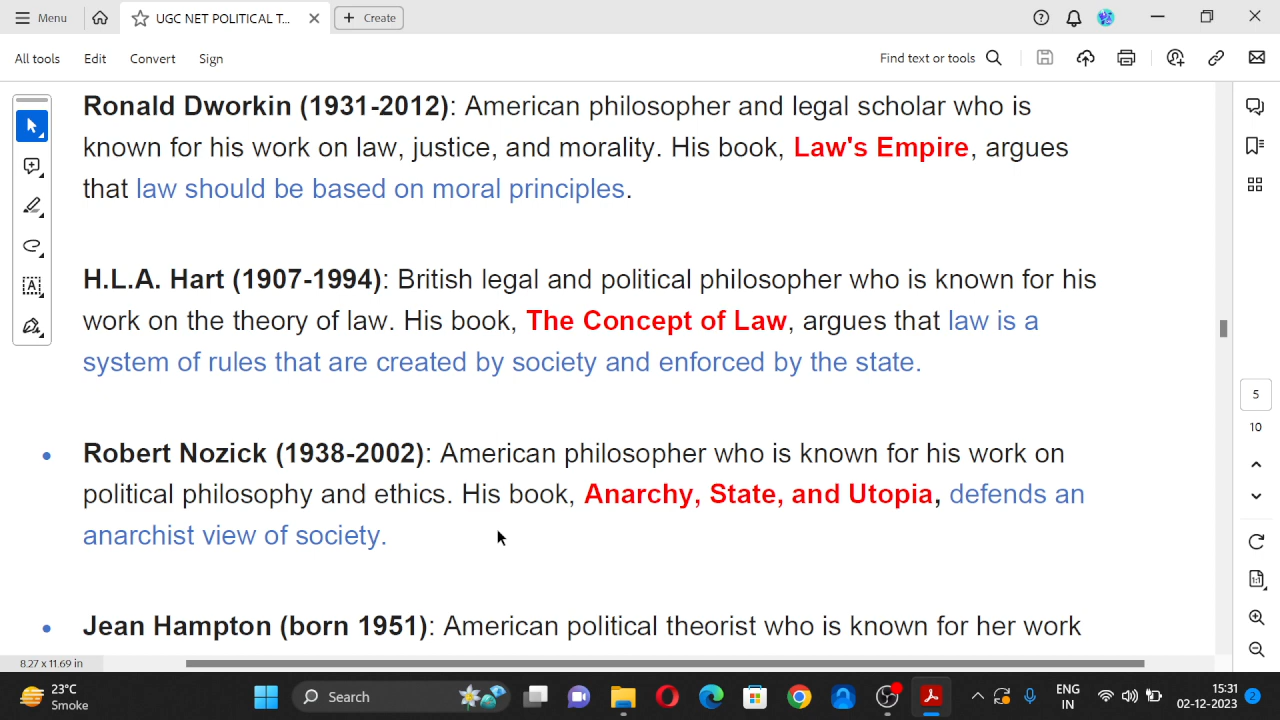 Menu
UGC NET POLITICAL T...
Create
All tools
Edit
Convert
Sign
Find text or tools
Ronald Dworkin (1931-2012): American philosopher and legal scholar who is
known for his work on law, justice, and morality. His book, Law's Empire, argues
that law should be based on moral principles.
H.L.A. Hart (1907-1994): British legal and political philosopher who is known for his
work on the theory of law. His book, The Concept of Law, argues that law is a
system of rules that are created by society and enforced by the state.
Robert Nozick (1938-2002): American philosopher who is known for his work on
political philosophy and ethics. His book, Anarchy, State, and Utopia, defends an
anarchist view of society.
Jean Hampton (born 1951): American political theorist who is known for her work
5
10
1:1
8.27 x 11.69 in
23°C
Smoke
Search
ENG
IN
15:31
02-12-2023
2